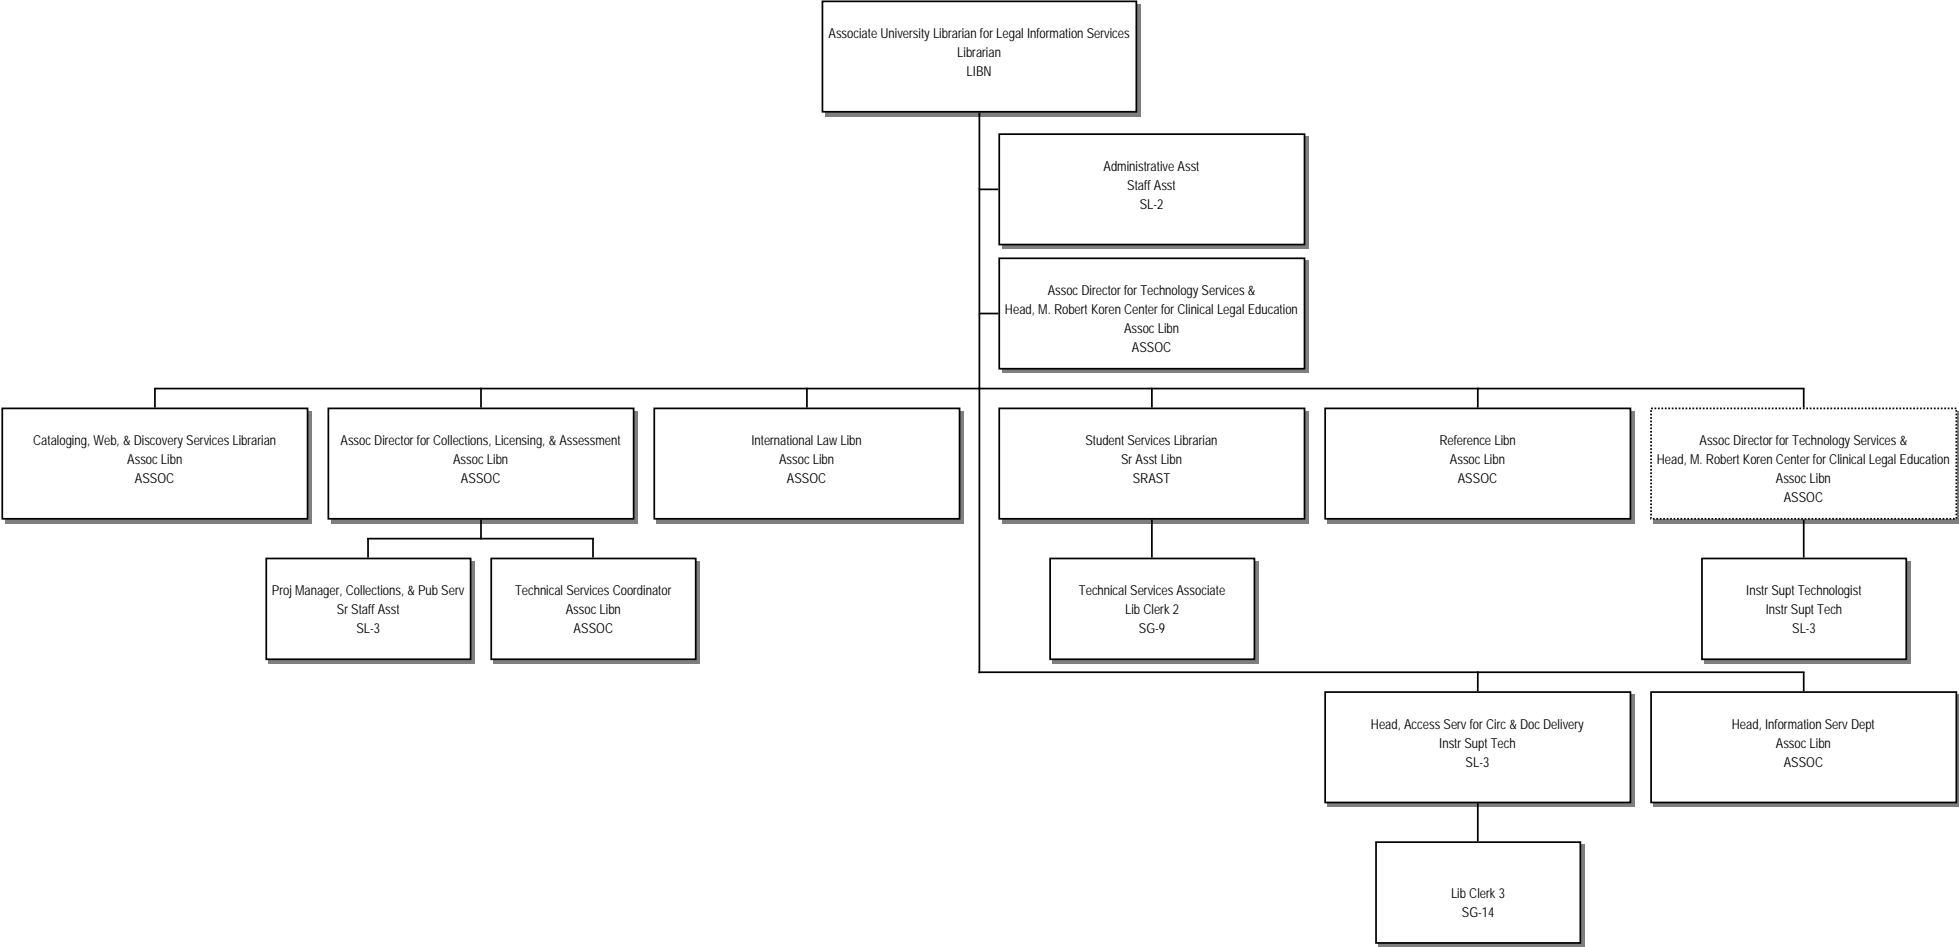 Associate University Librarian for Legal Information Services
Librarian
LIBN
Administrative Asst
Staff Asst
SL-2
Assoc Director for Technology Services &
Head, M. Robert Koren Center for Clinical Legal Education
Assoc Libn
ASSOC
Cataloging, Web, & Discovery Services Librarian
Assoc Libn
ASSOC
Assoc Director for Collections, Licensing, & Assessment
Assoc Libn
ASSOC
International Law Libn
Assoc Libn
ASSOC
Student Services Librarian
Sr Asst Libn
SRAST
Reference Libn
Assoc Libn
ASSOC
Assoc Director for Technology Services &
Head, M. Robert Koren Center for Clinical Legal Education
Assoc Libn
ASSOC
Proj Manager, Collections, & Pub Serv
Sr Staff Asst
SL-3
Technical Services Coordinator
Assoc Libn
ASSOC
Technical Services Associate
Lib Clerk 2
SG-9
Instr Supt Technologist
Instr Supt Tech
SL-3
Head, Access Serv for Circ & Doc Delivery
Instr Supt Tech
SL-3
Head, Information Serv Dept
Assoc Libn
ASSOC
Lib Clerk 3
SG-14